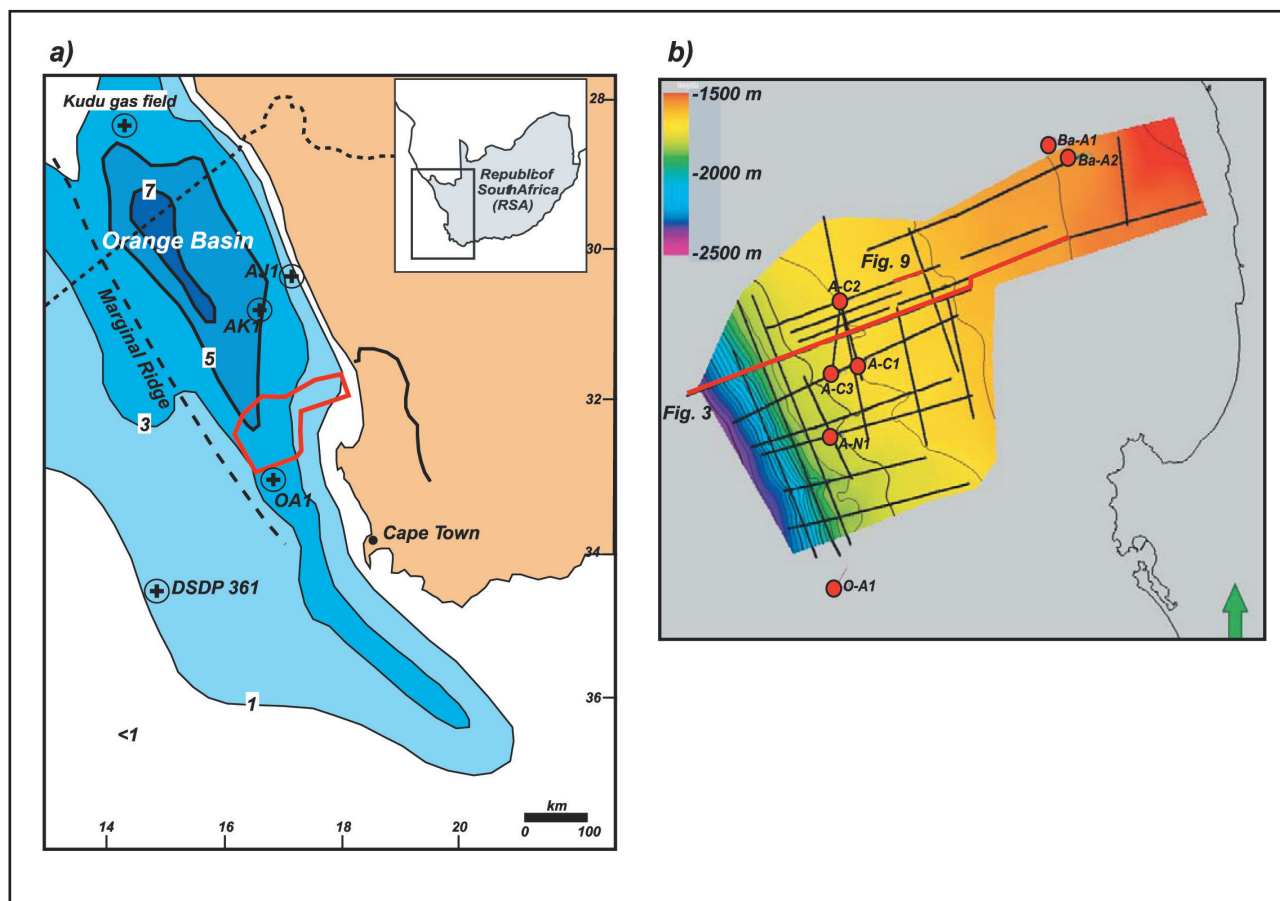 a)
Kudu gas field
7
Orange Basin
AJ1
AK1
Marginal Ridge
5
3
OA1
Cape Town
DSDP 361
1
<1
Republic of
South Africa
(RSA)
28
30
32
34
36
14
16
18
20
km
0 100
b)
-1500 m
-2000 m
-2500 m
Ba-A1
Ba-A2
Fig. 9
A-C2
A-C1
A-C3
Fig. 3
A-N1
O-A1